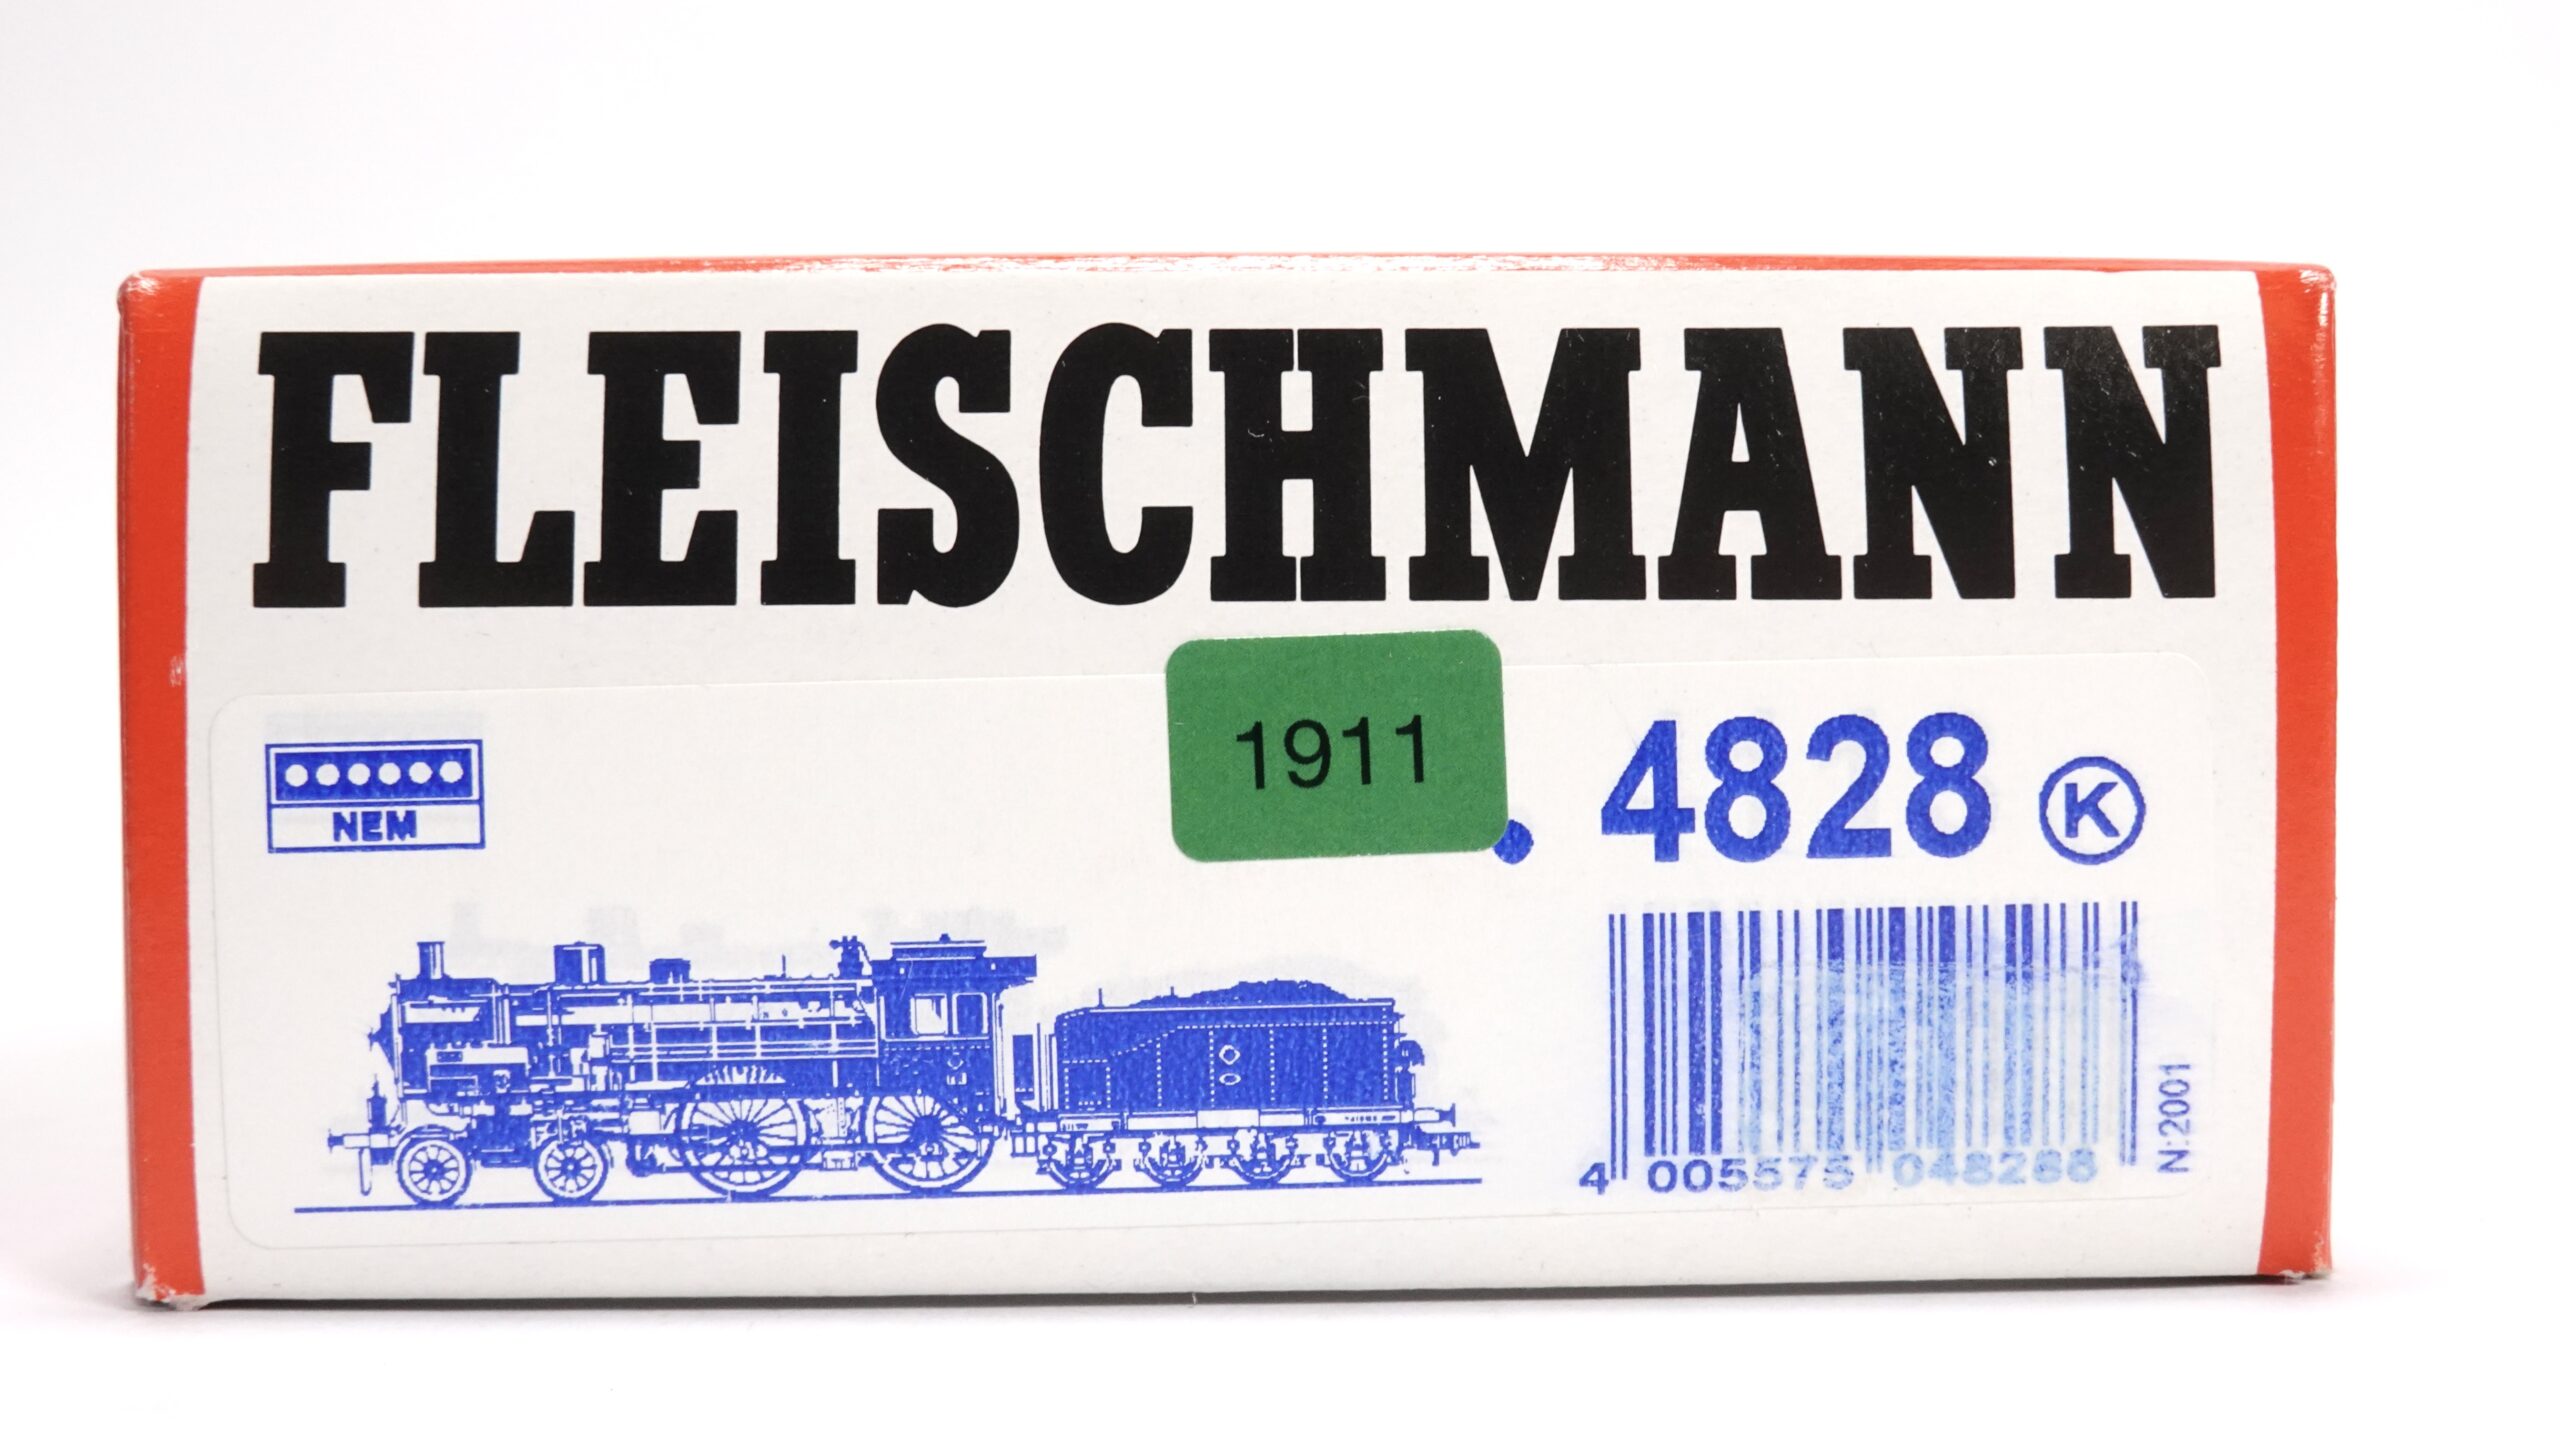 FLEISCHMANN
1911
NEM
. 4828 K
4 005575 048288
N:2001